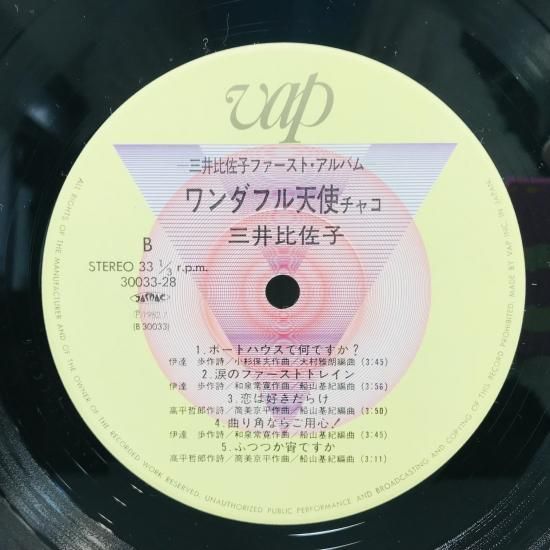 vap
三井比佐子ファースト・アルバム
ワンダフル天使チャコ
三井比佐子
B
STEREO 33 1/3 r.p.m.
30033-28
JASRAC
Ⓟ1982.7
(B 30033)
1.ボートハウスで何ですか?
伊達 歩作詩/小杉保夫作曲/大村雅朗編曲 (3:45)
2.涙のファーストトレイン
伊達 歩作詩/和泉常寛作曲/船山基紀編曲 (3:56)
3.恋は好きだらけ
高平哲郎作詩/筒美京平作曲/船山基紀編曲 (3:50)
4.曲り角ならご用心!
伊達 歩作詩/和泉常寛作曲/船山基紀編曲 (3:45)
5.ふつつか宵ですか
高平哲郎作詩/筒美京平作曲/船山基紀編曲 (3:11)
ALL RIGHTS OF THE MANUFACTURER AND OF THE OWNER OF THE RECORDED WORK RESERVED, UNAUTHORIZED PUBLIC PERFORMANCE AND BROADCASTING AND COPYING OF THIS RECORD PROHIBITED. MADE BY VAP INC. IN JAPAN.